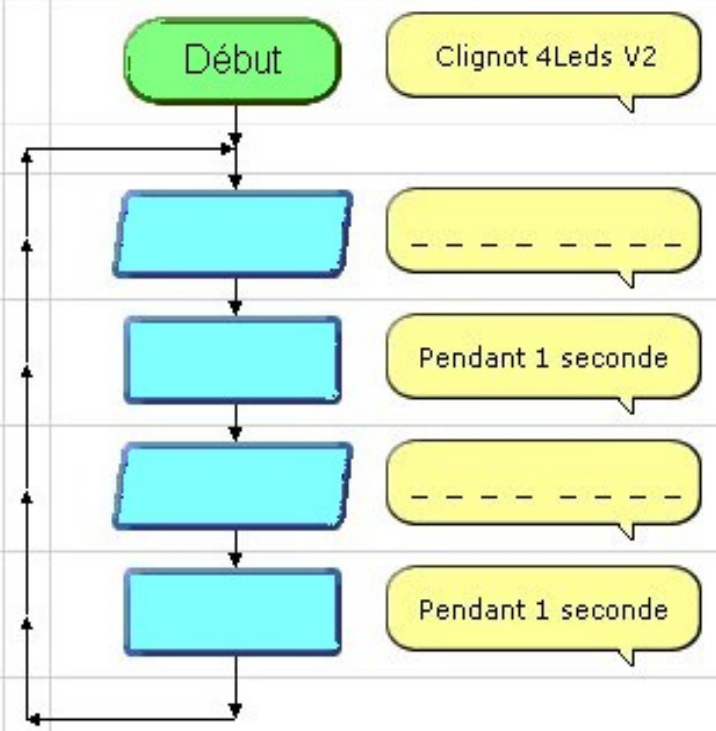 Début
Clignot 4Leds V2
_ _ _ _ _ _ _ _
Pendant 1 seconde
_ _ _ _ _ _ _ _
Pendant 1 seconde